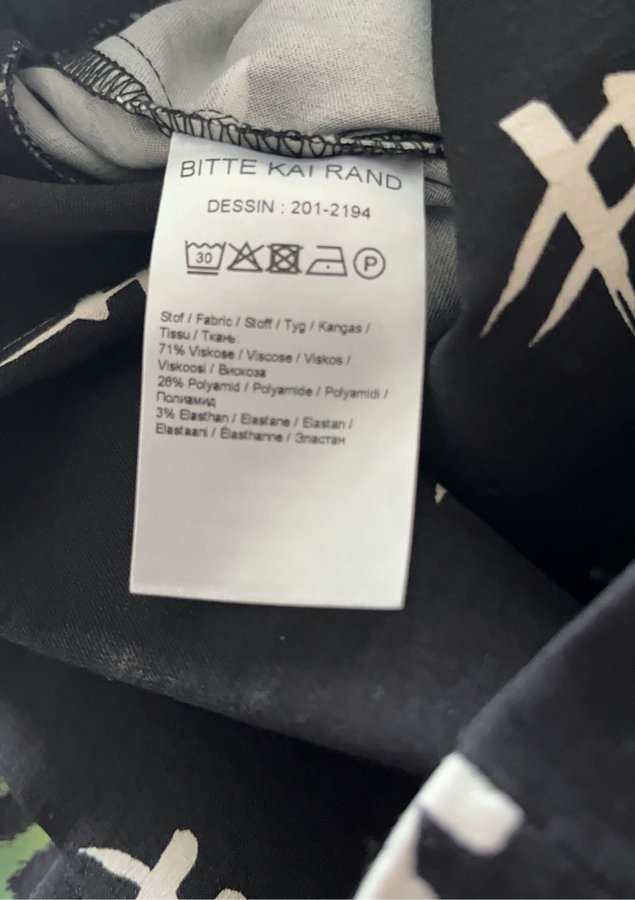 BITTE KAI RAND
DESSIN : 201-2194
30 P
Stof / Fabric / Stoff / Tyg / Kangas /
Tissu / Ткань:
71% Viskose / Viscose / Viskos /
Viskoosi / Вискоза
26% Polyamid / Polyamide / Polyamidi /
Полиамид
3% Elasthan / Elastane / Elastan /
Elastaani / Élasthanne / Эластан